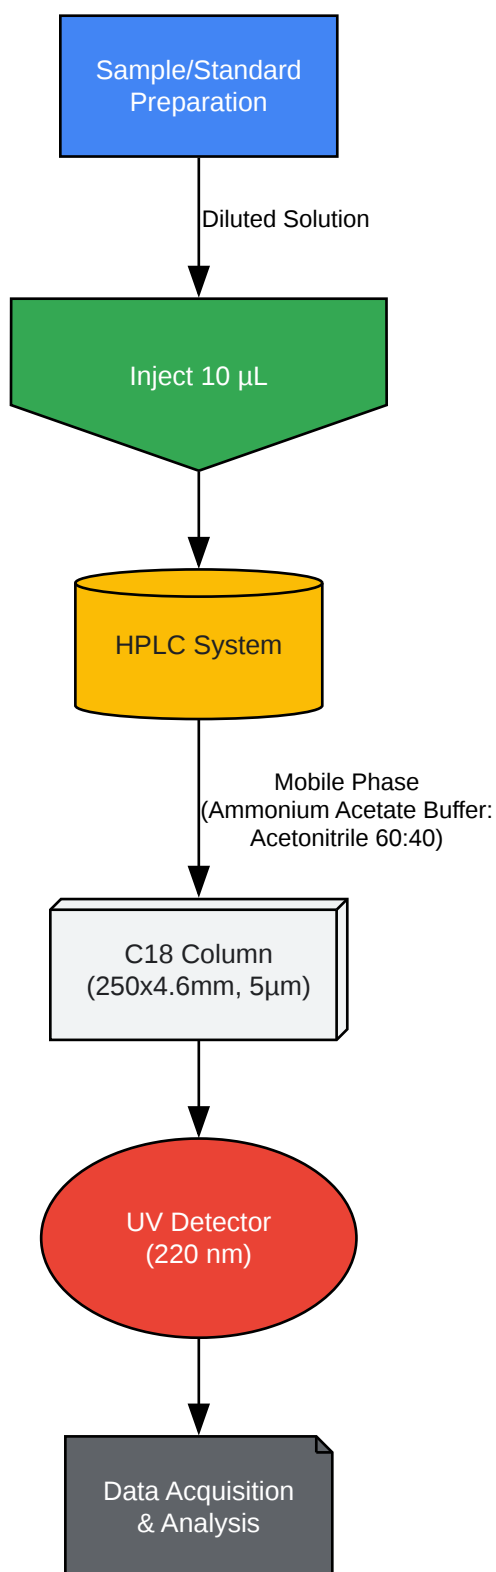 Sample/Standard
Preparation
Diluted Solution
Inject 10 µL
HPLC System
Mobile Phase
(Ammonium Acetate Buffer:
Acetonitrile 60:40)
C18 Column
(250x4.6mm, 5µm)
UV Detector
(220 nm)
Data Acquisition
& Analysis